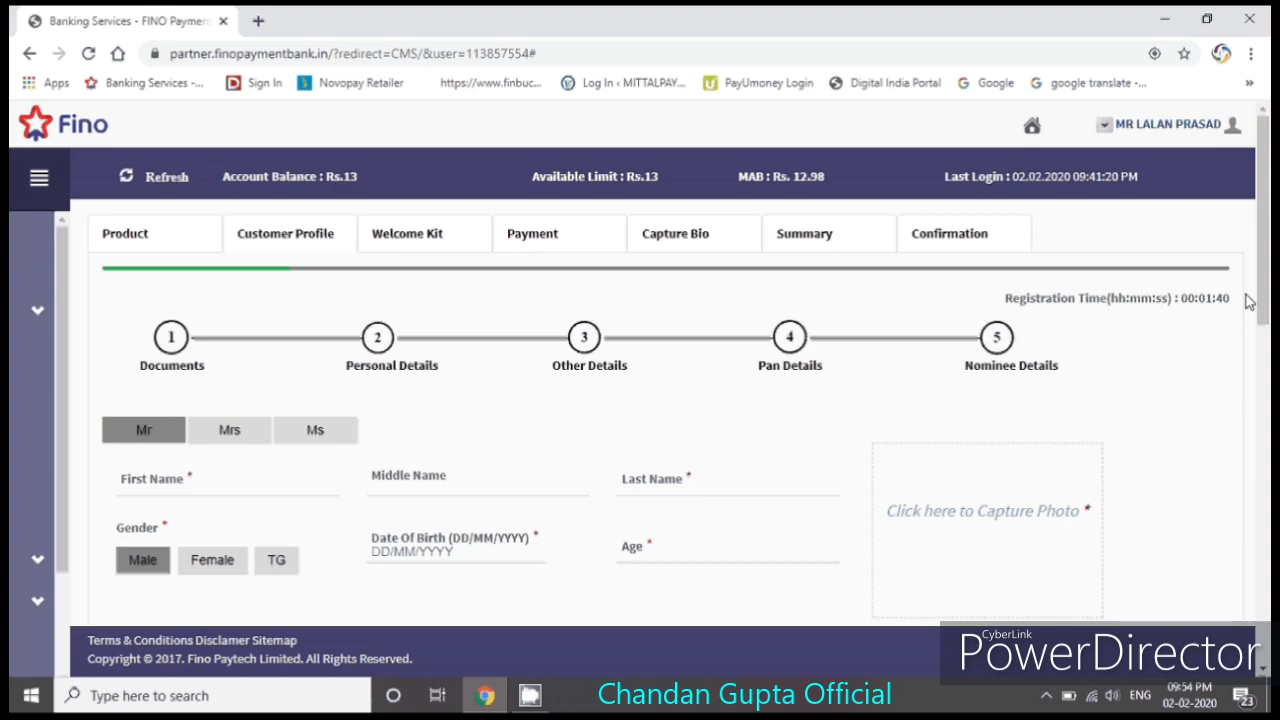 Banking Services - FINO Paymen
partner.finopaymentbank.in/?redirect=CMS/&user=113857554#
Apps Banking Services -... Sign In Novopay Retailer https://www.finbuc... Log In ‹ MITTALPAY... PayUmoney Login Digital India Portal Google google translate -... »
Fino
MR LALAN PRASAD
Refresh Account Balance : Rs.13 Available Limit : Rs.13 MAB : Rs. 12.98 Last Login : 02.02.2020 09:41:20 PM
Product Customer Profile Welcome Kit Payment Capture Bio Summary Confirmation
Registration Time(hh:mm:ss) : 00:01:40
1 2 3 4 5
Documents Personal Details Other Details Pan Details Nominee Details
Mr Mrs Ms
First Name * Middle Name Last Name *
Click here to Capture Photo *
Gender * Date Of Birth (DD/MM/YYYY) * Age *
DD/MM/YYYY
Male Female TG
Terms & Conditions Disclamer Sitemap
Copyright © 2017. Fino Paytech Limited. All Rights Reserved.
CyberLink
PowerDirector
Type here to search
Chandan Gupta Official
ENG
09:54 PM
02-02-2020
23